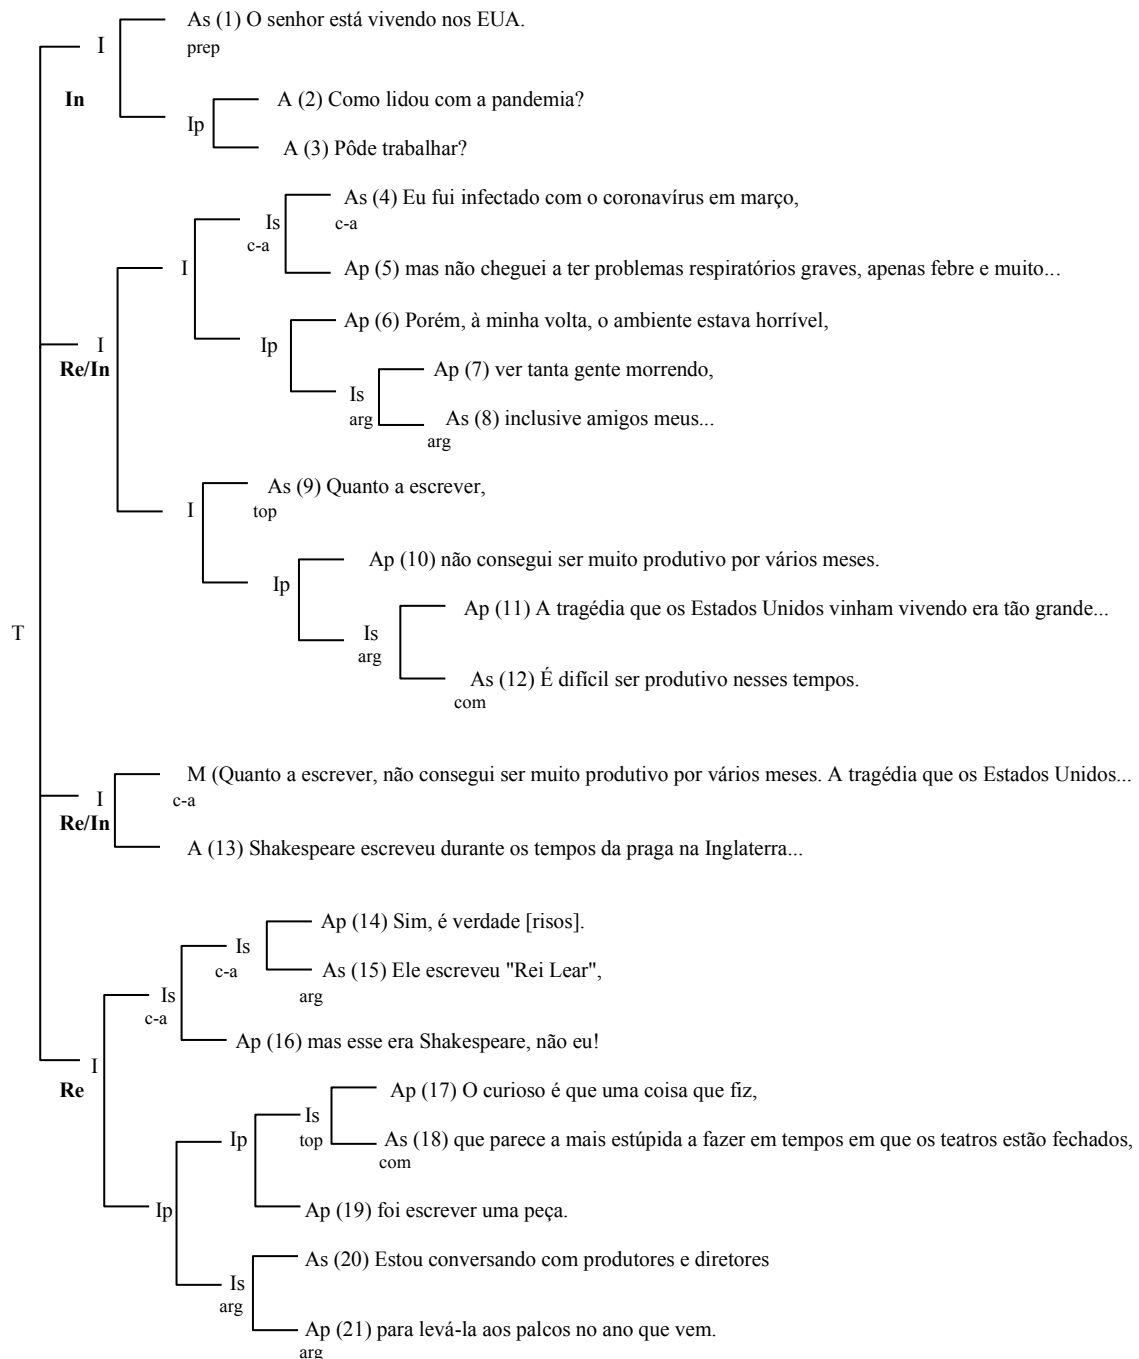 As (1) O senhor está vivendo nos EUA.
I
prep
In
A (2) Como lidou com a pandemia?
Ip
A (3) Pôde trabalhar?
As (4) Eu fui infectado com o coronavírus em março,
Is
c-a
c-a
I
Ap (5) mas não cheguei a ter problemas respiratórios graves, apenas febre e muito...
Ap (6) Porém, à minha volta, o ambiente estava horrível,
I
Ip
Re/In
Ap (7) ver tanta gente morrendo,
Is
arg
As (8) inclusive amigos meus...
arg
As (9) Quanto a escrever,
I
top
Ap (10) não consegui ser muito produtivo por vários meses.
Ip
Ap (11) A tragédia que os Estados Unidos vinham vivendo era tão grande...
T
Is
arg
As (12) É difícil ser produtivo nesses tempos.
com
M (Quanto a escrever, não consegui ser muito produtivo por vários meses. A tragédia que os Estados Unidos...
I
c-a
Re/In
A (13) Shakespeare escreveu durante os tempos da praga na Inglaterra...
Ap (14) Sim, é verdade [risos].
Is
c-a
As (15) Ele escreveu "Rei Lear",
arg
Is
c-a
Ap (16) mas esse era Shakespeare, não eu!
I
Re
Ap (17) O curioso é que uma coisa que fiz,
Is
top
Ip
As (18) que parece a mais estúpida a fazer em tempos em que os teatros estão fechados,
com
Ip
Ap (19) foi escrever uma peça.
As (20) Estou conversando com produtores e diretores
Is
arg
Ap (21) para levá-la aos palcos no ano que vem.
arg